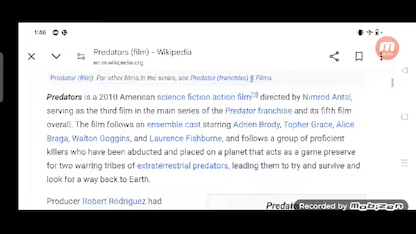 1:46
Predators (film) - Wikipedia
en.m.wikipedia.org
Predator (film). For other films in the series, see Predator (franchise) § Films.
Predators is a 2010 American science fiction action film[5] directed by Nimród Antal,
serving as the third film in the main series of the Predator franchise and its fifth film
overall. The film follows an ensemble cast starring Adrien Brody, Topher Grace, Alice
Braga, Walton Goggins, and Laurence Fishburne, and follows a group of proficient
killers who have been abducted and placed on a planet that acts as a game preserve
for two warring tribes of extraterrestrial predators, leading them to try and survive and
look for a way back to Earth.
Producer Robert Rodriguez had
Recorded by mobizen